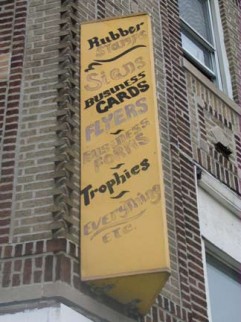 Rubber
Stamps
Signs
BUSINESS
CARDS
FLYERS
BUSINESS
FORMS
Trophies
Everything
Etc.